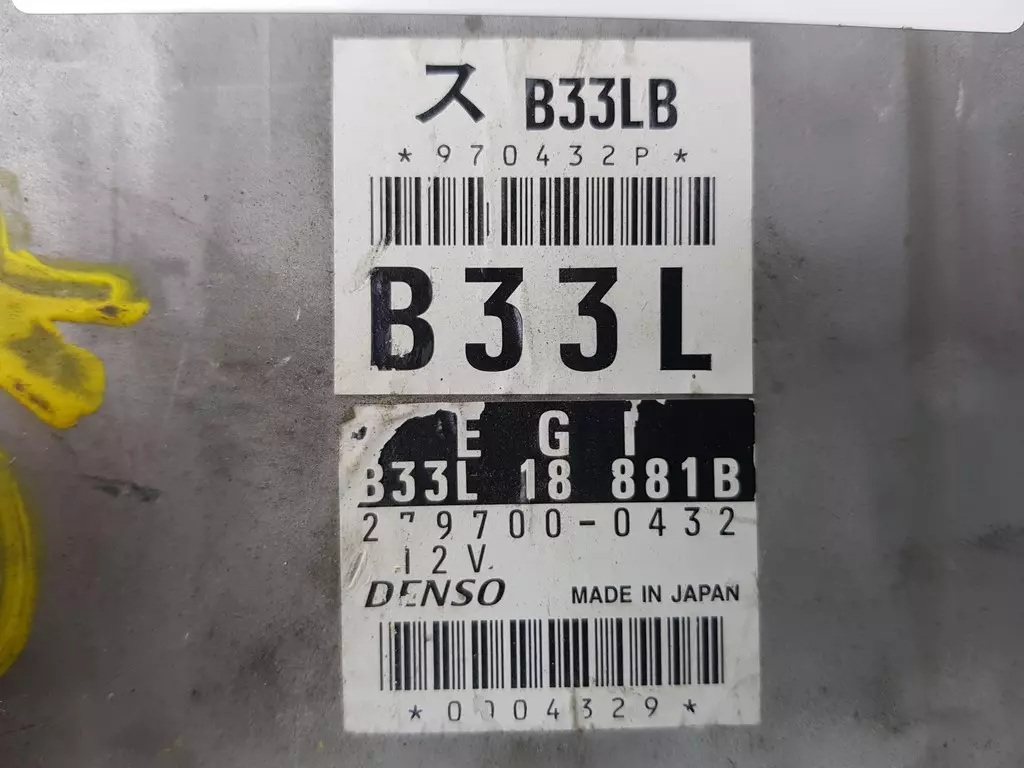 ス B33LB
*970432P*
B33L
EGI
B33L 18 881B
279700-0432
12V.
DENSO MADE IN JAPAN
*0004329*